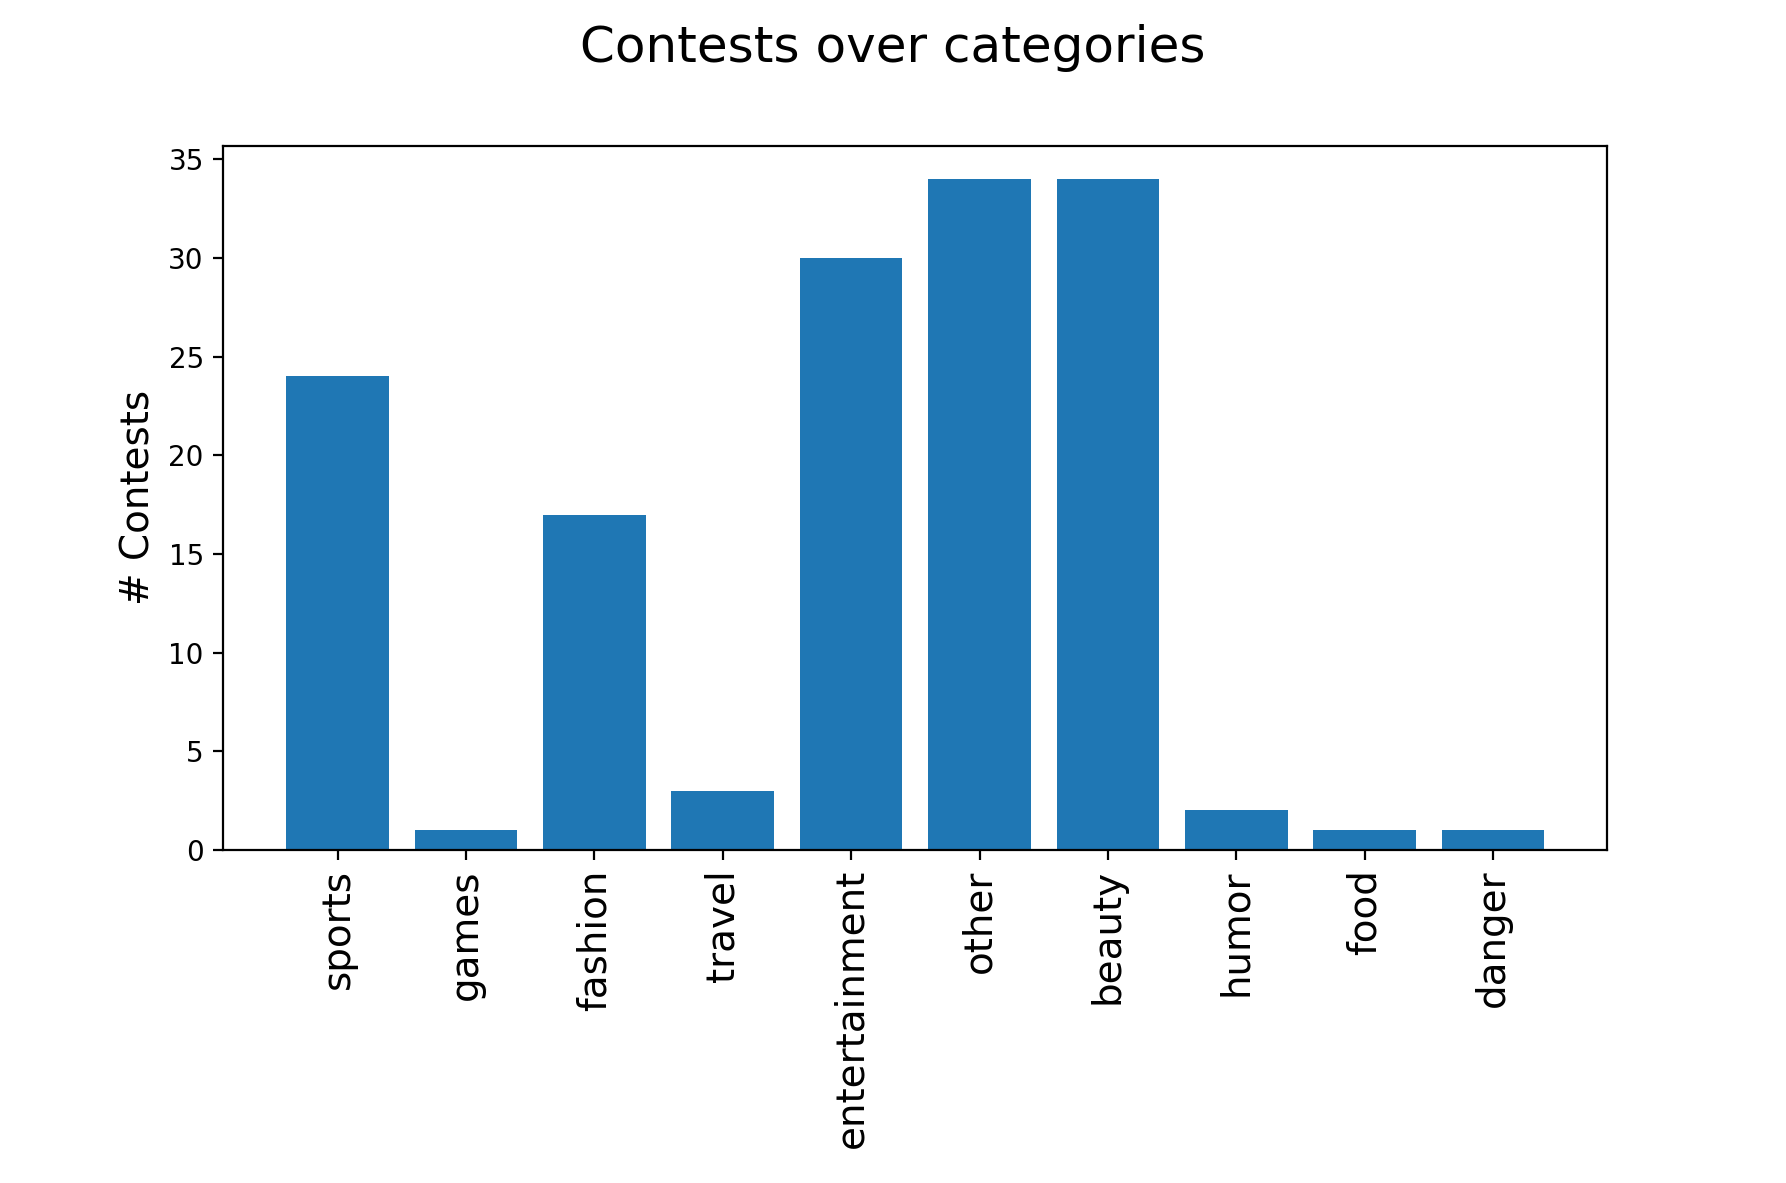 Contests over categories
# Contests
35
30
25
20
15
10
5
0
sports
games
fashion
travel
entertainment
other
beauty
humor
food
danger